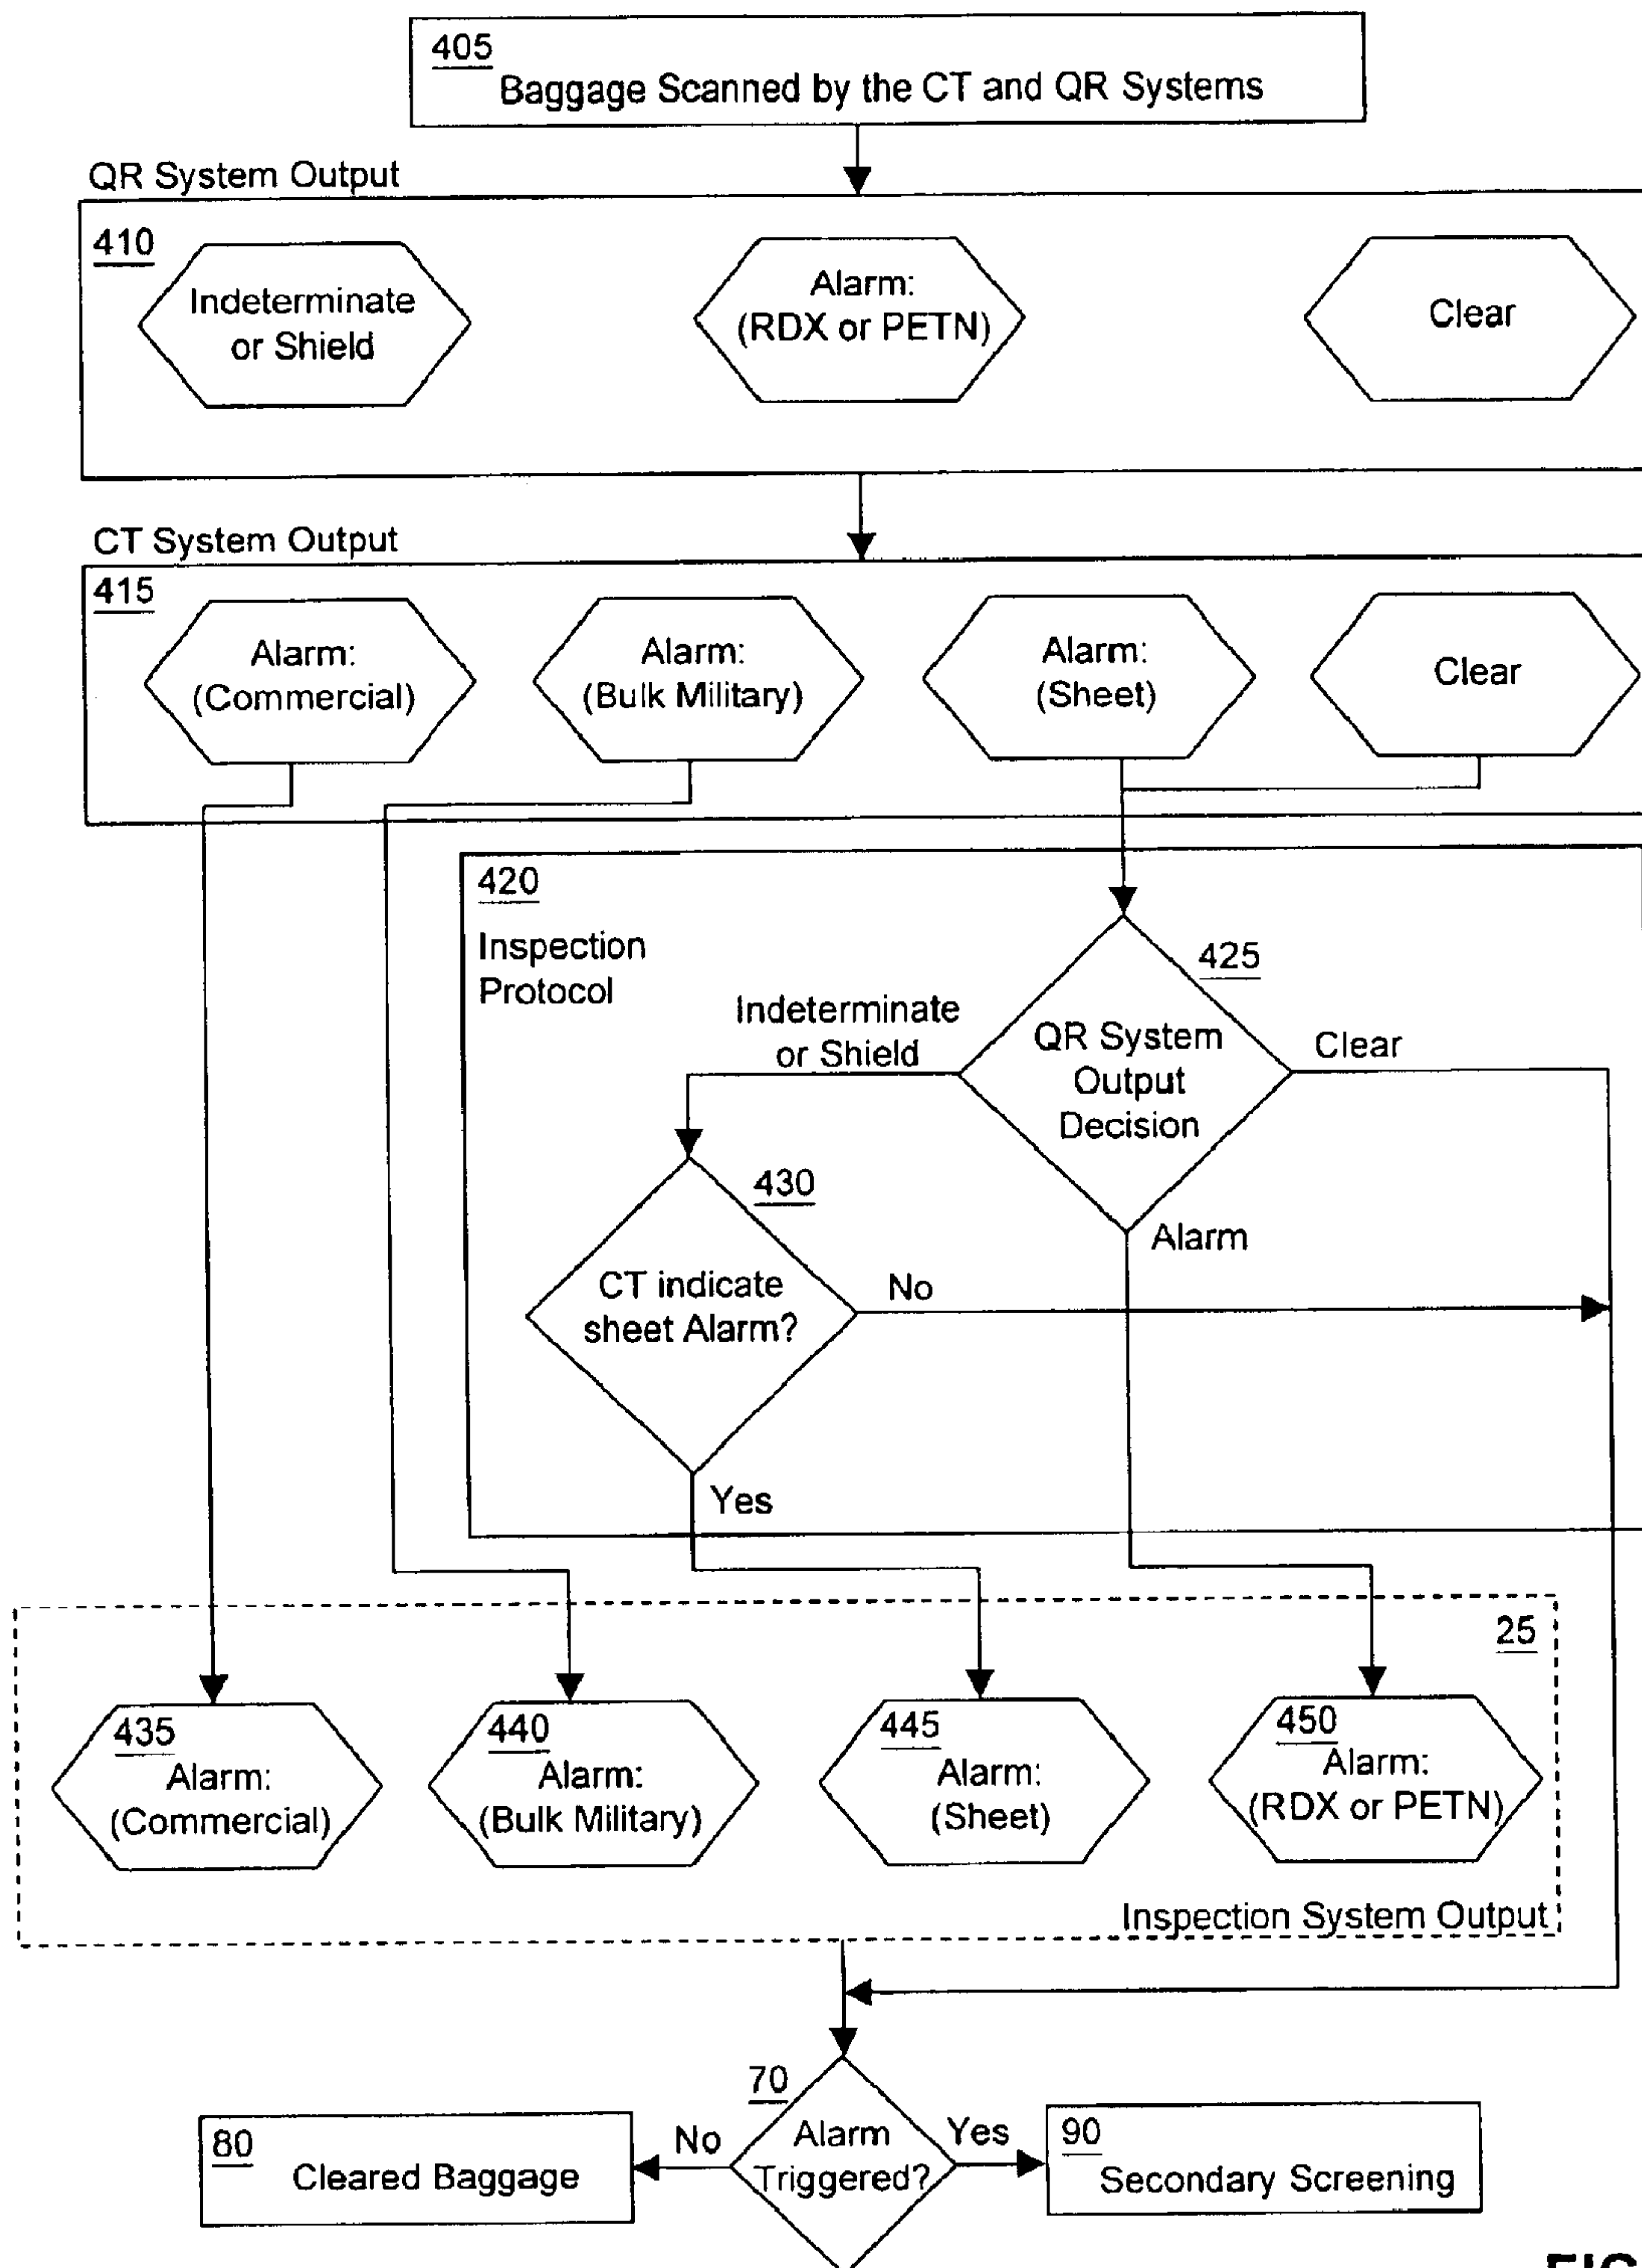 405
Baggage Scanned by the CT and QR Systems
QR System Output
410
Indeterminate
or Shield
Alarm:
(RDX or PETN)
Clear
CT System Output
415
Alarm:
(Commercial)
Alarm:
(Bulk Military)
Alarm:
(Sheet)
Clear
420
Inspection
Protocol
425
Indeterminate
or Shield
QR System
Output
Decision
Clear
430
Alarm
CT indicate
sheet Alarm?
No
Yes
25
435
Alarm:
(Commercial)
440
Alarm:
(Bulk Military)
445
Alarm:
(Sheet)
450
Alarm:
(RDX or PETN)
Inspection System Output
70
Alarm
Triggered?
No
Yes
80
Cleared Baggage
90
Secondary Screening
FIG